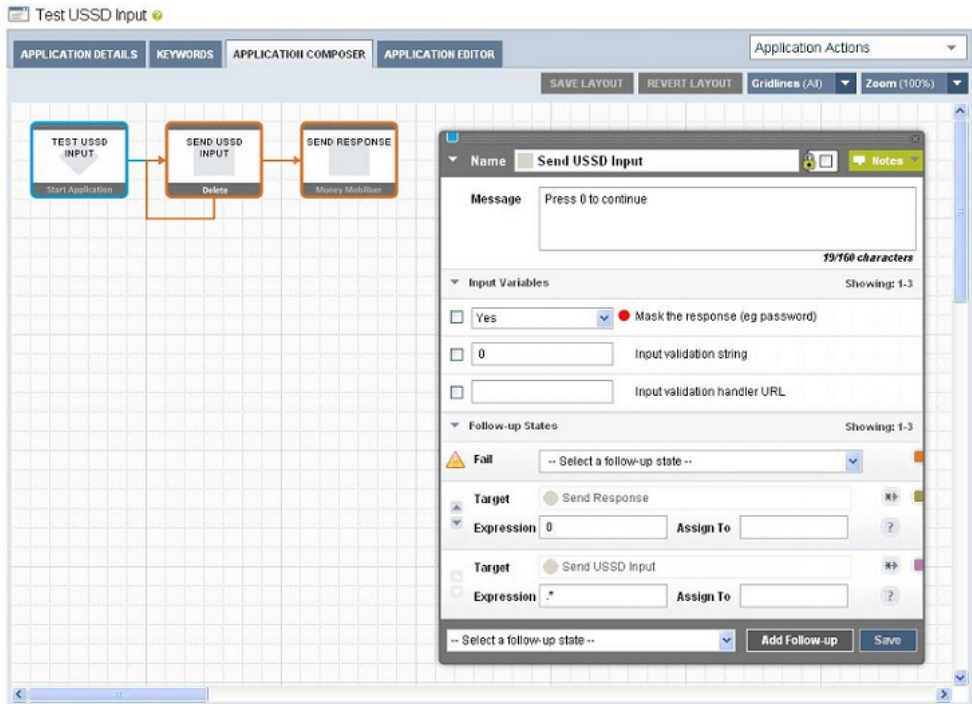 Test USSD Input
APPLICATION DETAILS
KEYWORDS
APPLICATION COMPOSER
APPLICATION EDITOR
Application Actions
SAVE LAYOUT
REVERT LAYOUT
Gridlines (All)
Zoom (100%)
TEST USSD
INPUT
Start Application
SEND USSD
INPUT
Delete
SEND RESPONSE
Money Mobiliser
Name
Send USSD Input
Notes
Message
Press 0 to continue
19/160 characters
Input Variables
Showing: 1-3
Yes
Mask the response (eg password)
0
Input validation string
Input validation handler URL
Follow-up States
Showing: 1-3
Fail
-- Select a follow-up state --
Target
Send Response
Expression
0
Assign To
?
Target
Send USSD Input
Expression
.*
Assign To
?
-- Select a follow-up state --
Add Follow-up
Save